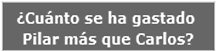 ¿Cuánto se ha gastado
Pilar más que Carlos?